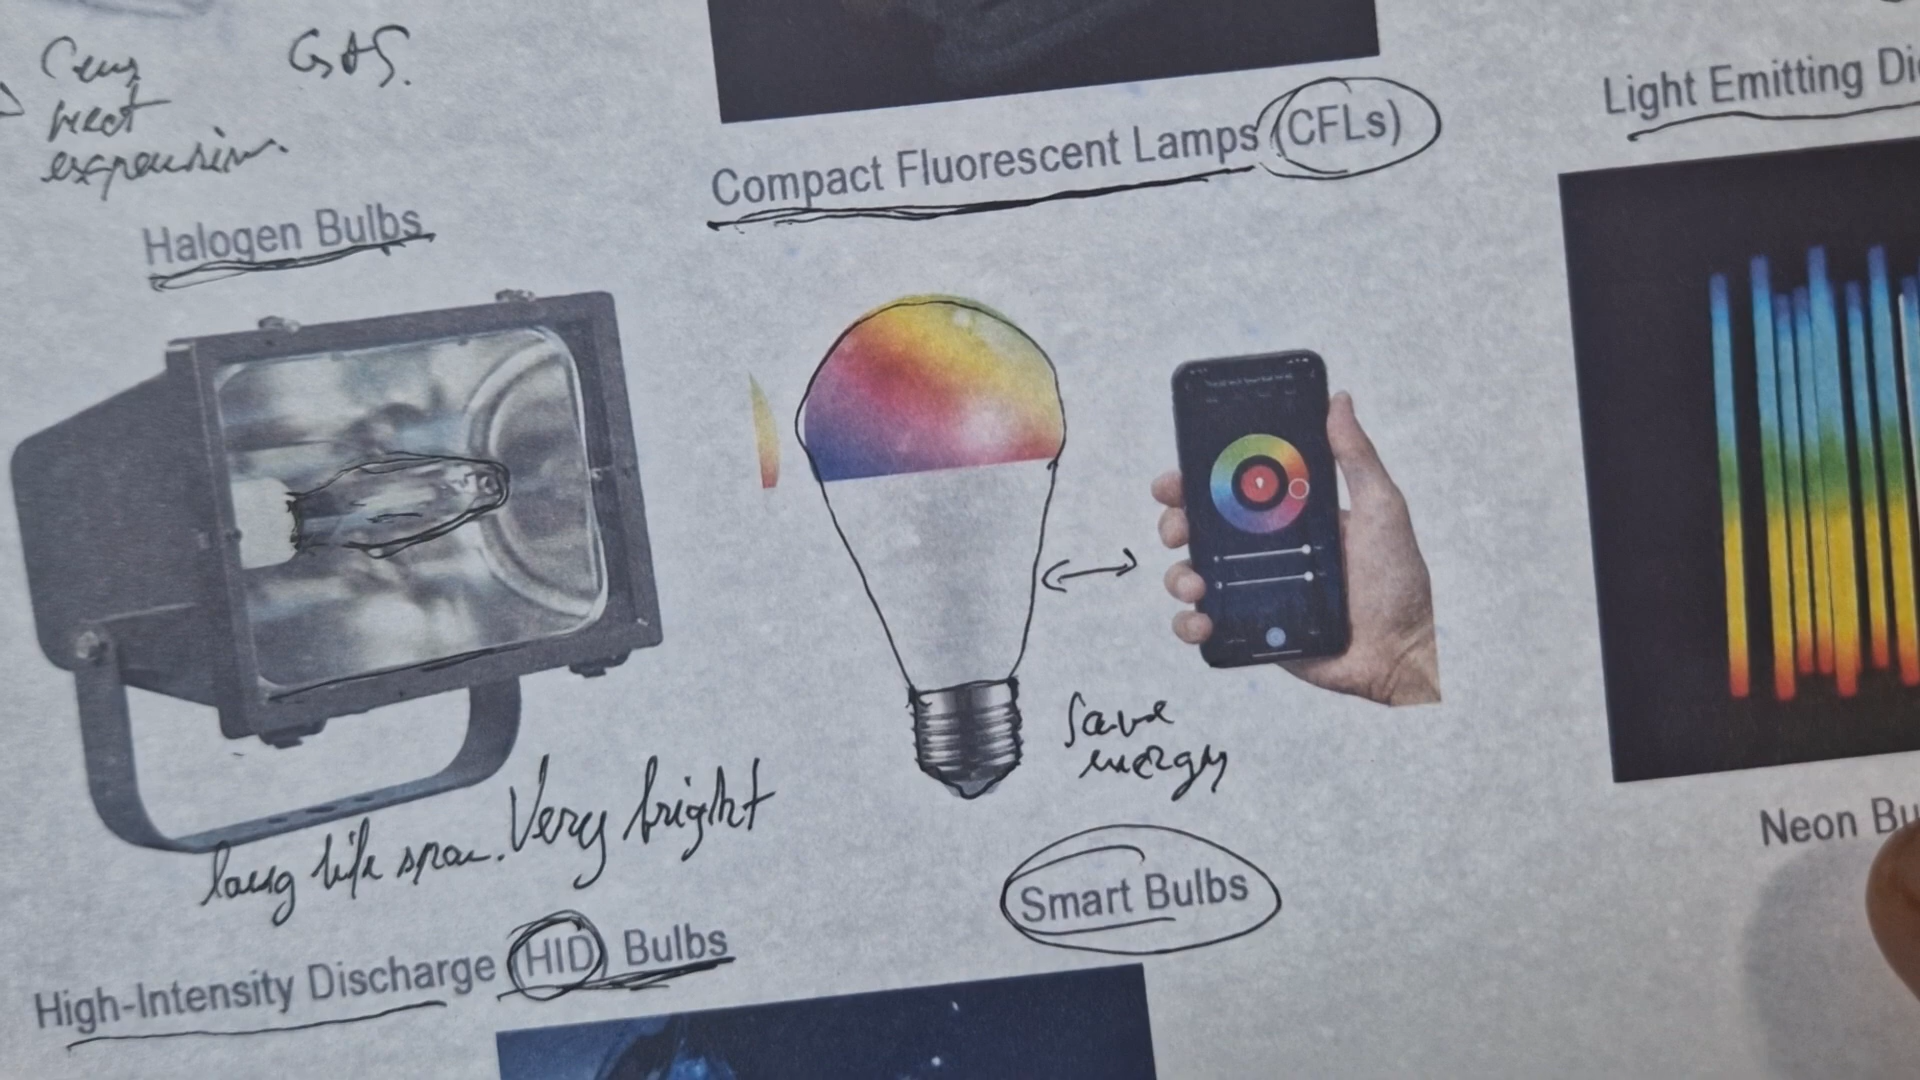 GAS.
heat
expansion.
Halogen Bulbs
Compact Fluorescent Lamps (CFLs)
Light Emitting Di
save
energy
long life span. Very bright
Smart Bulbs
Neon Bu
High-Intensity Discharge (HID) Bulbs